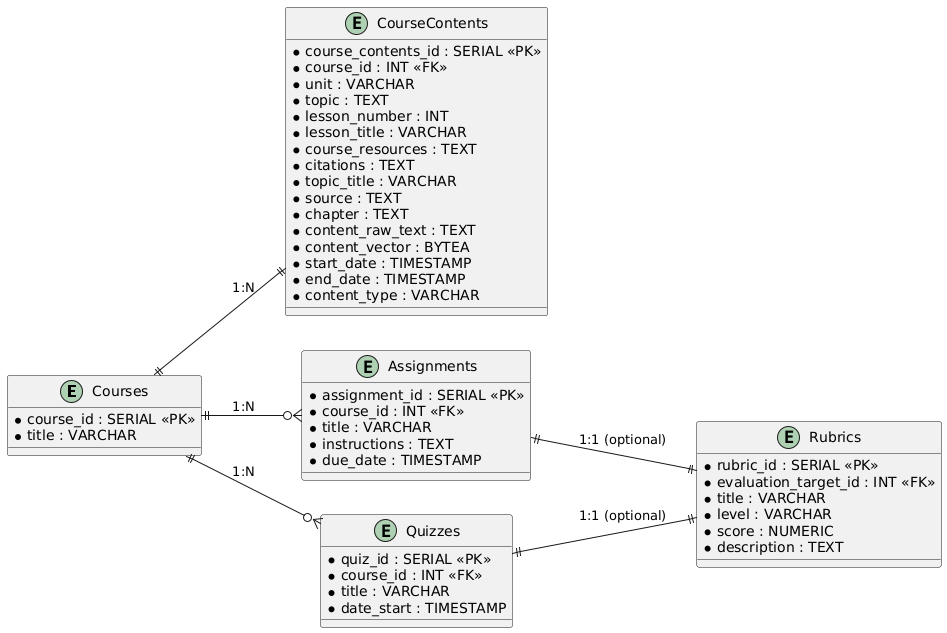 E CourseContents
course_contents_id : SERIAL «PK»
course_id : INT «FK»
unit : VARCHAR
topic : TEXT
lesson_number : INT
lesson_title : VARCHAR
course_resources : TEXT
citations : TEXT
topic_title : VARCHAR
source : TEXT
chapter : TEXT
content_raw_text : TEXT
content_vector : BYTEA
start_date : TIMESTAMP
end_date : TIMESTAMP
content_type : VARCHAR
1:N
E Courses
course_id : SERIAL «PK»
title : VARCHAR
1:N
1:N
E Assignments
assignment_id : SERIAL «PK»
course_id : INT «FK»
title : VARCHAR
instructions : TEXT
due_date : TIMESTAMP
E Quizzes
quiz_id : SERIAL «PK»
course_id : INT «FK»
title : VARCHAR
date_start : TIMESTAMP
1:1 (optional)
1:1 (optional)
E Rubrics
rubric_id : SERIAL «PK»
evaluation_target_id : INT «FK»
title : VARCHAR
level : VARCHAR
score : NUMERIC
description : TEXT